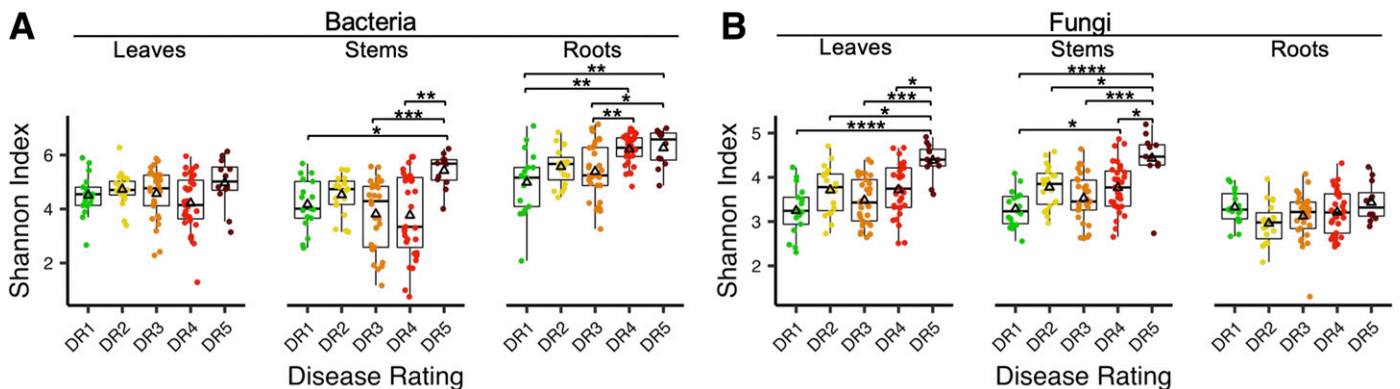 A
Bacteria
Leaves
Stems
Roots
**
**
*
**
**
***
*
Shannon Index
6
4
2
DR1 DR2 DR3 DR4 DR5
DR1 DR2 DR3 DR4 DR5
DR1 DR2 DR3 DR4 DR5
Disease Rating
B
Fungi
Leaves
Stems
Roots
*
***
*
****
****
*
***
*
*
Shannon Index
5
4
3
2
DR1 DR2 DR3 DR4 DR5
DR1 DR2 DR3 DR4 DR5
DR1 DR2 DR3 DR4 DR5
Disease Rating